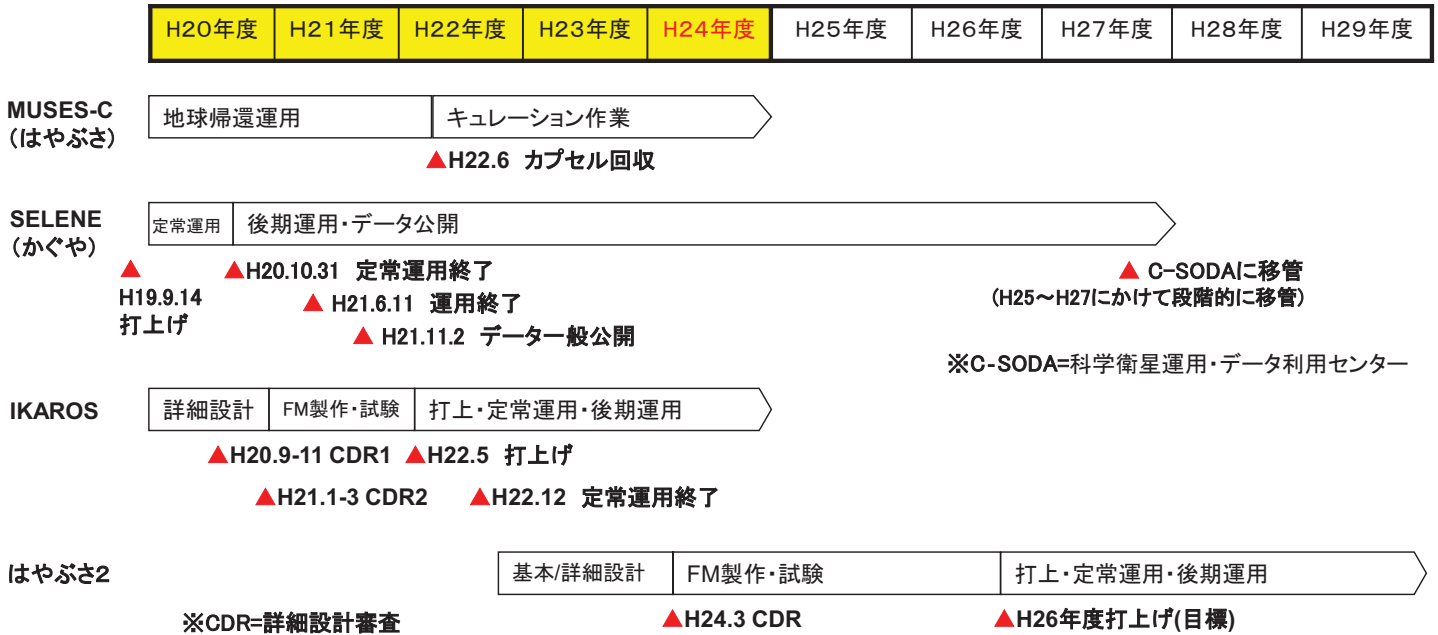 H20年度 H21年度 H22年度 H23年度 H24年度 H25年度 H26年度 H27年度 H28年度 H29年度
MUSES-C
（はやぶさ）
地球帰還運用 キュレーション作業
▲H22.6 カプセル回収
SELENE
（かぐや）
定常運用 後期運用・データ公開
▲H19.9.14
打上げ
▲H20.10.31 定常運用終了
▲H21.6.11 運用終了
▲H21.11.2 データ一般公開
▲C-SODAに移管
(H25～H27にかけて段階的に移管)
※C-SODA=科学衛星運用・データ利用センター
IKAROS
詳細設計 FM製作・試験 打上・定常運用・後期運用
▲H20.9-11 CDR1 ▲H22.5 打上げ
▲H21.1-3 CDR2 ▲H22.12 定常運用終了
はやぶさ2
基本/詳細設計 FM製作・試験 打上・定常運用・後期運用
※CDR=詳細設計審査 ▲H24.3 CDR ▲H26年度打上げ(目標)